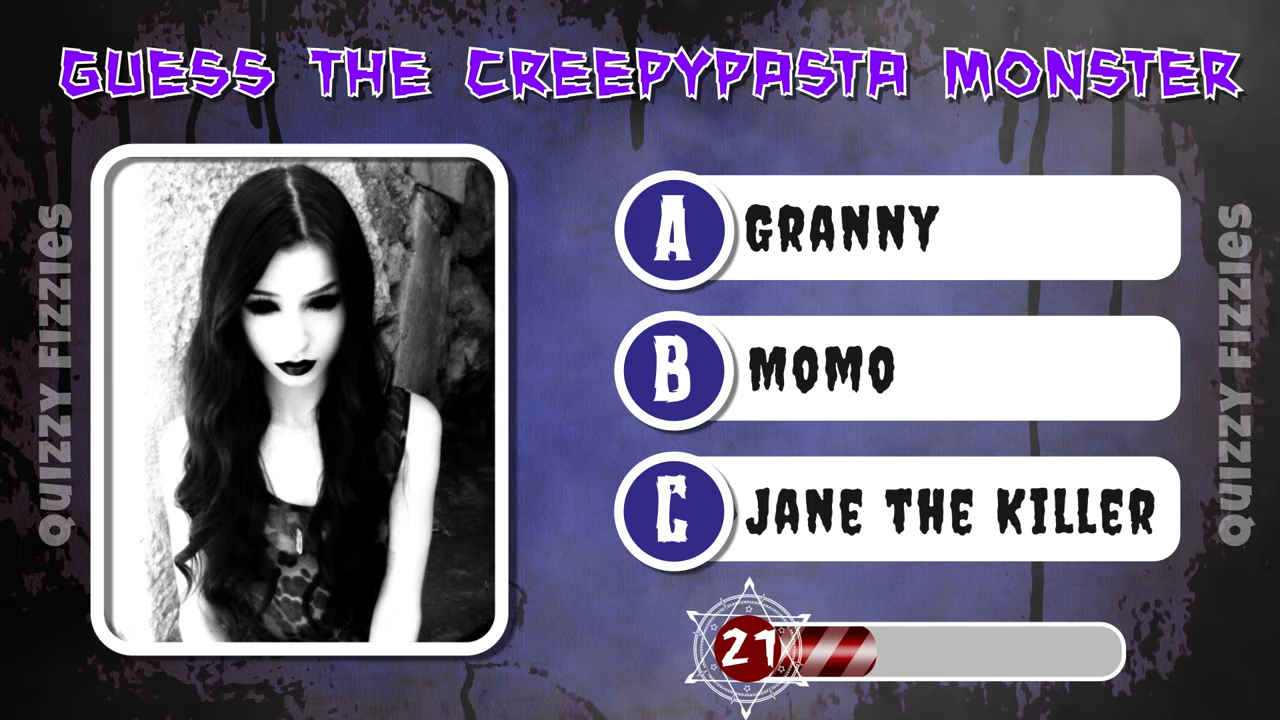 GUESS THE CREEPYPASTA MONSTER
QUIZZY FIZZIES
A GRANNY
B MOMO
C JANE THE KILLER
21
QUIZZY FIZZIES